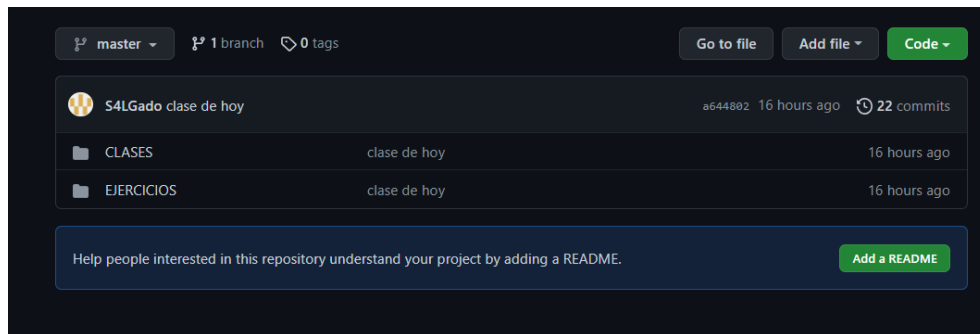 master 1 branch 0 tags Go to file Add file Code
S4LGado clase de hoy a644802 16 hours ago 22 commits
CLASES clase de hoy 16 hours ago
EJERCICIOS clase de hoy 16 hours ago
Help people interested in this repository understand your project by adding a README. Add a README